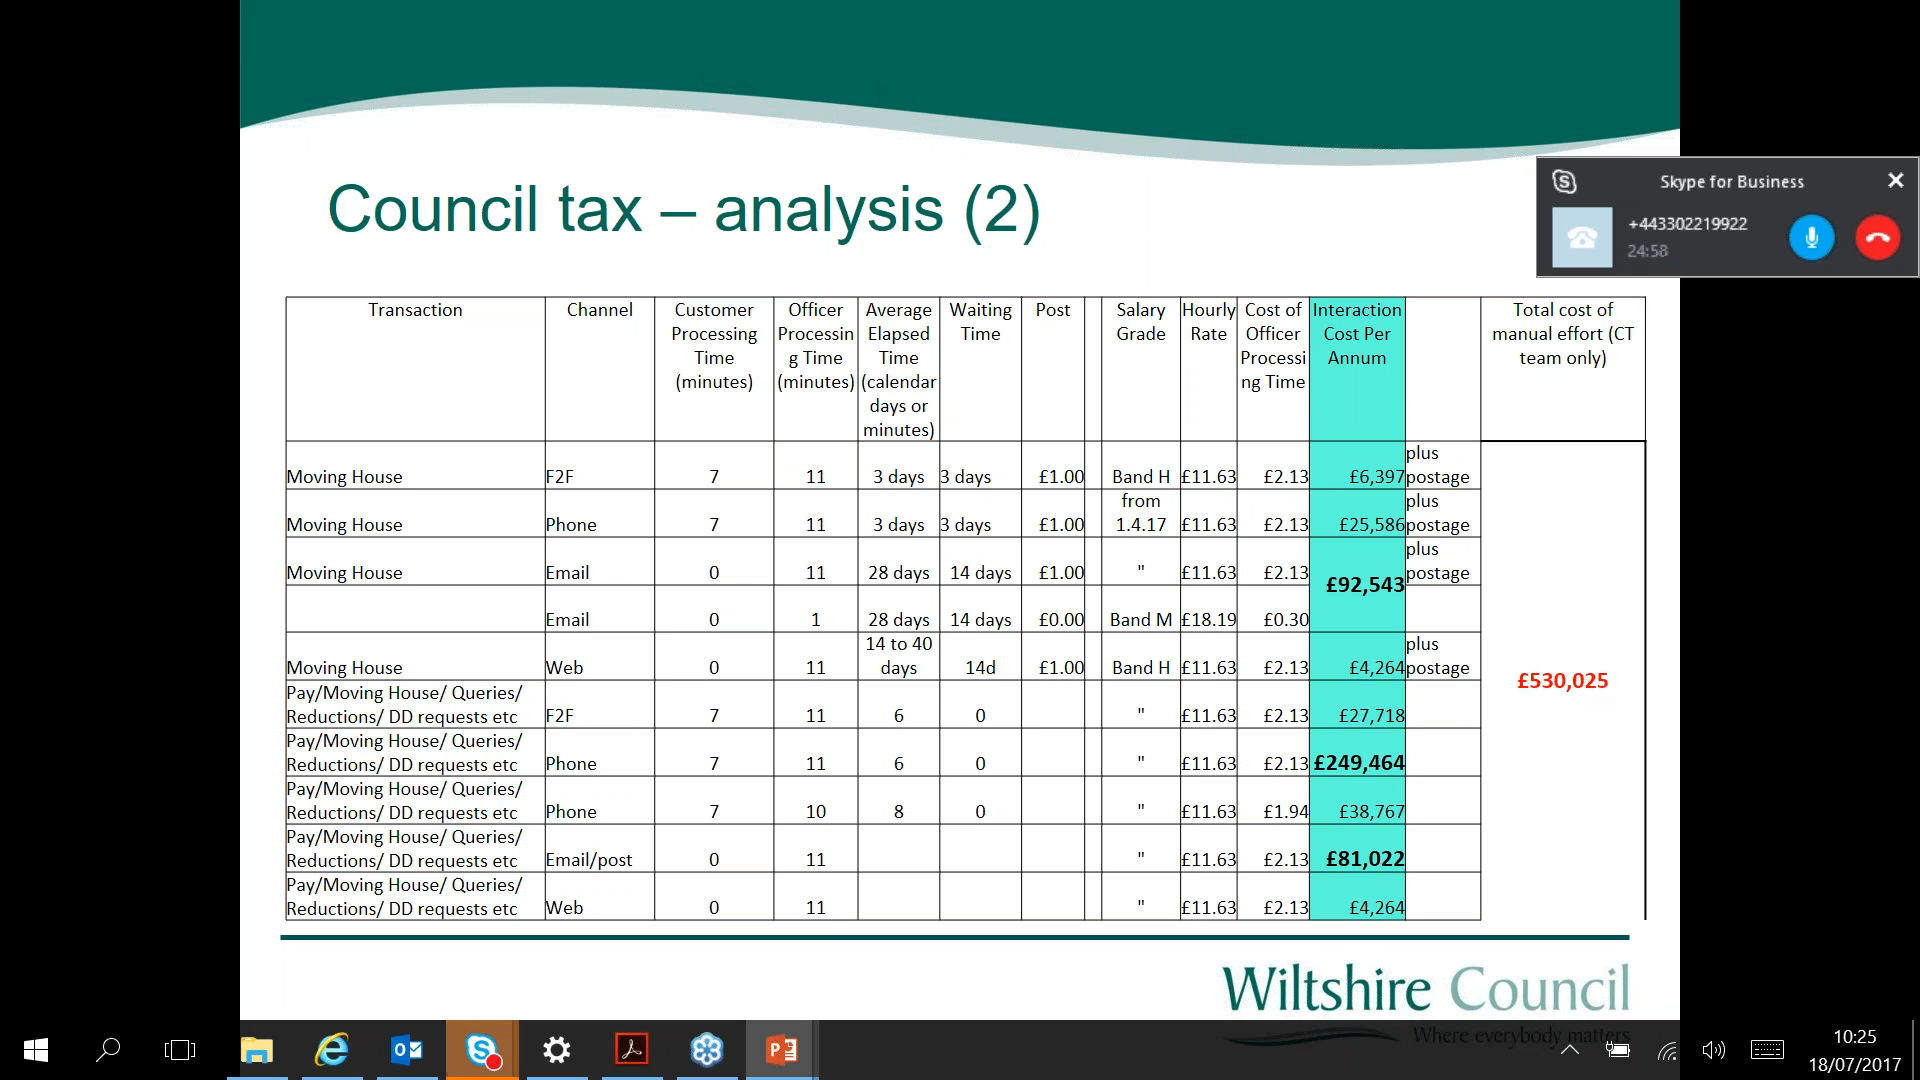 Council tax – analysis (2)
Skype for Business
+443302219922
24:58
Transaction Channel Customer Processing Time (minutes) Officer Processin g Time (minutes) Average Elapsed Time (calendar days or minutes) Waiting Time Post Salary Grade Hourly Rate Cost of Officer Processi ng Time Interaction Cost Per Annum Total cost of manual effort (CT team only)
Moving House F2F 7 11 3 days 3 days £1.00 Band H £11.63 £2.13 £6,397 plus postage
Moving House Phone 7 11 3 days 3 days £1.00 from 1.4.17 £11.63 £2.13 £25,586 plus postage
Moving House Email 0 11 28 days 14 days £1.00 " £11.63 £2.13 £92,543 plus postage
Email 0 1 28 days 14 days £0.00 Band M £18.19 £0.30
Moving House Web 0 11 14 to 40 days 14d £1.00 Band H £11.63 £2.13 £4,264 plus postage
£530,025
Pay/Moving House/ Queries/ Reductions/ DD requests etc F2F 7 11 6 0 " £11.63 £2.13 £27,718
Pay/Moving House/ Queries/ Reductions/ DD requests etc Phone 7 11 6 0 " £11.63 £2.13 £249,464
Pay/Moving House/ Queries/ Reductions/ DD requests etc Phone 7 10 8 0 " £11.63 £1.94 £38,767
Pay/Moving House/ Queries/ Reductions/ DD requests etc Email/post 0 11 " £11.63 £2.13 £81,022
Pay/Moving House/ Queries/ Reductions/ DD requests etc Web 0 11 " £11.63 £2.13 £4,264
Wiltshire Council
Where everybody matters
10:25
18/07/2017